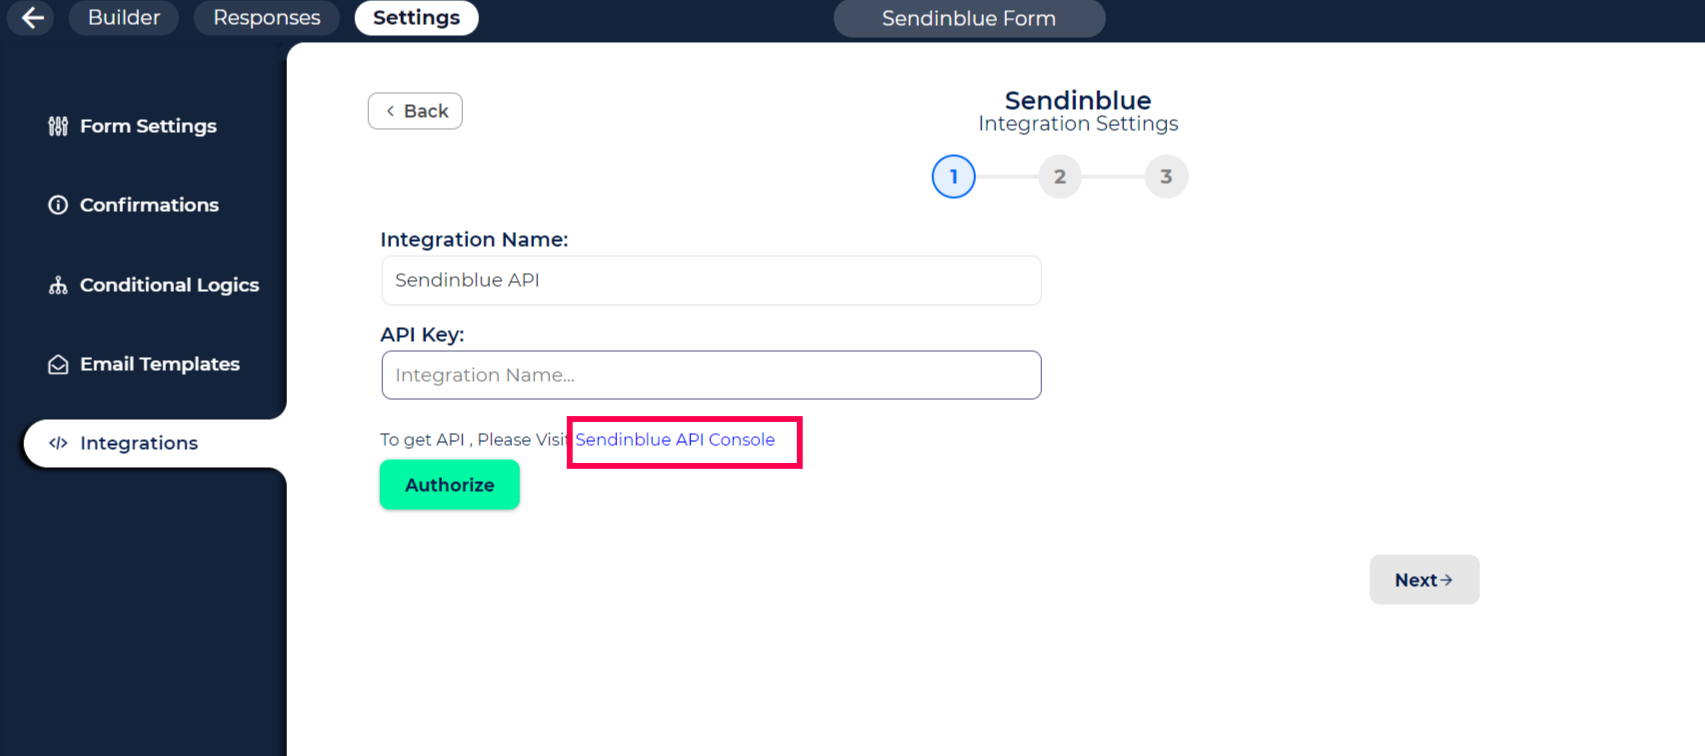 Builder
Responses
Settings
Sendinblue Form
Form Settings
Confirmations
Conditional Logics
Email Templates
Integrations
Back
Sendinblue
Integration Settings
1
2
3
Integration Name:
Sendinblue API
API Key:
Integration Name...
To get API , Please Visit Sendinblue API Console
Authorize
Next